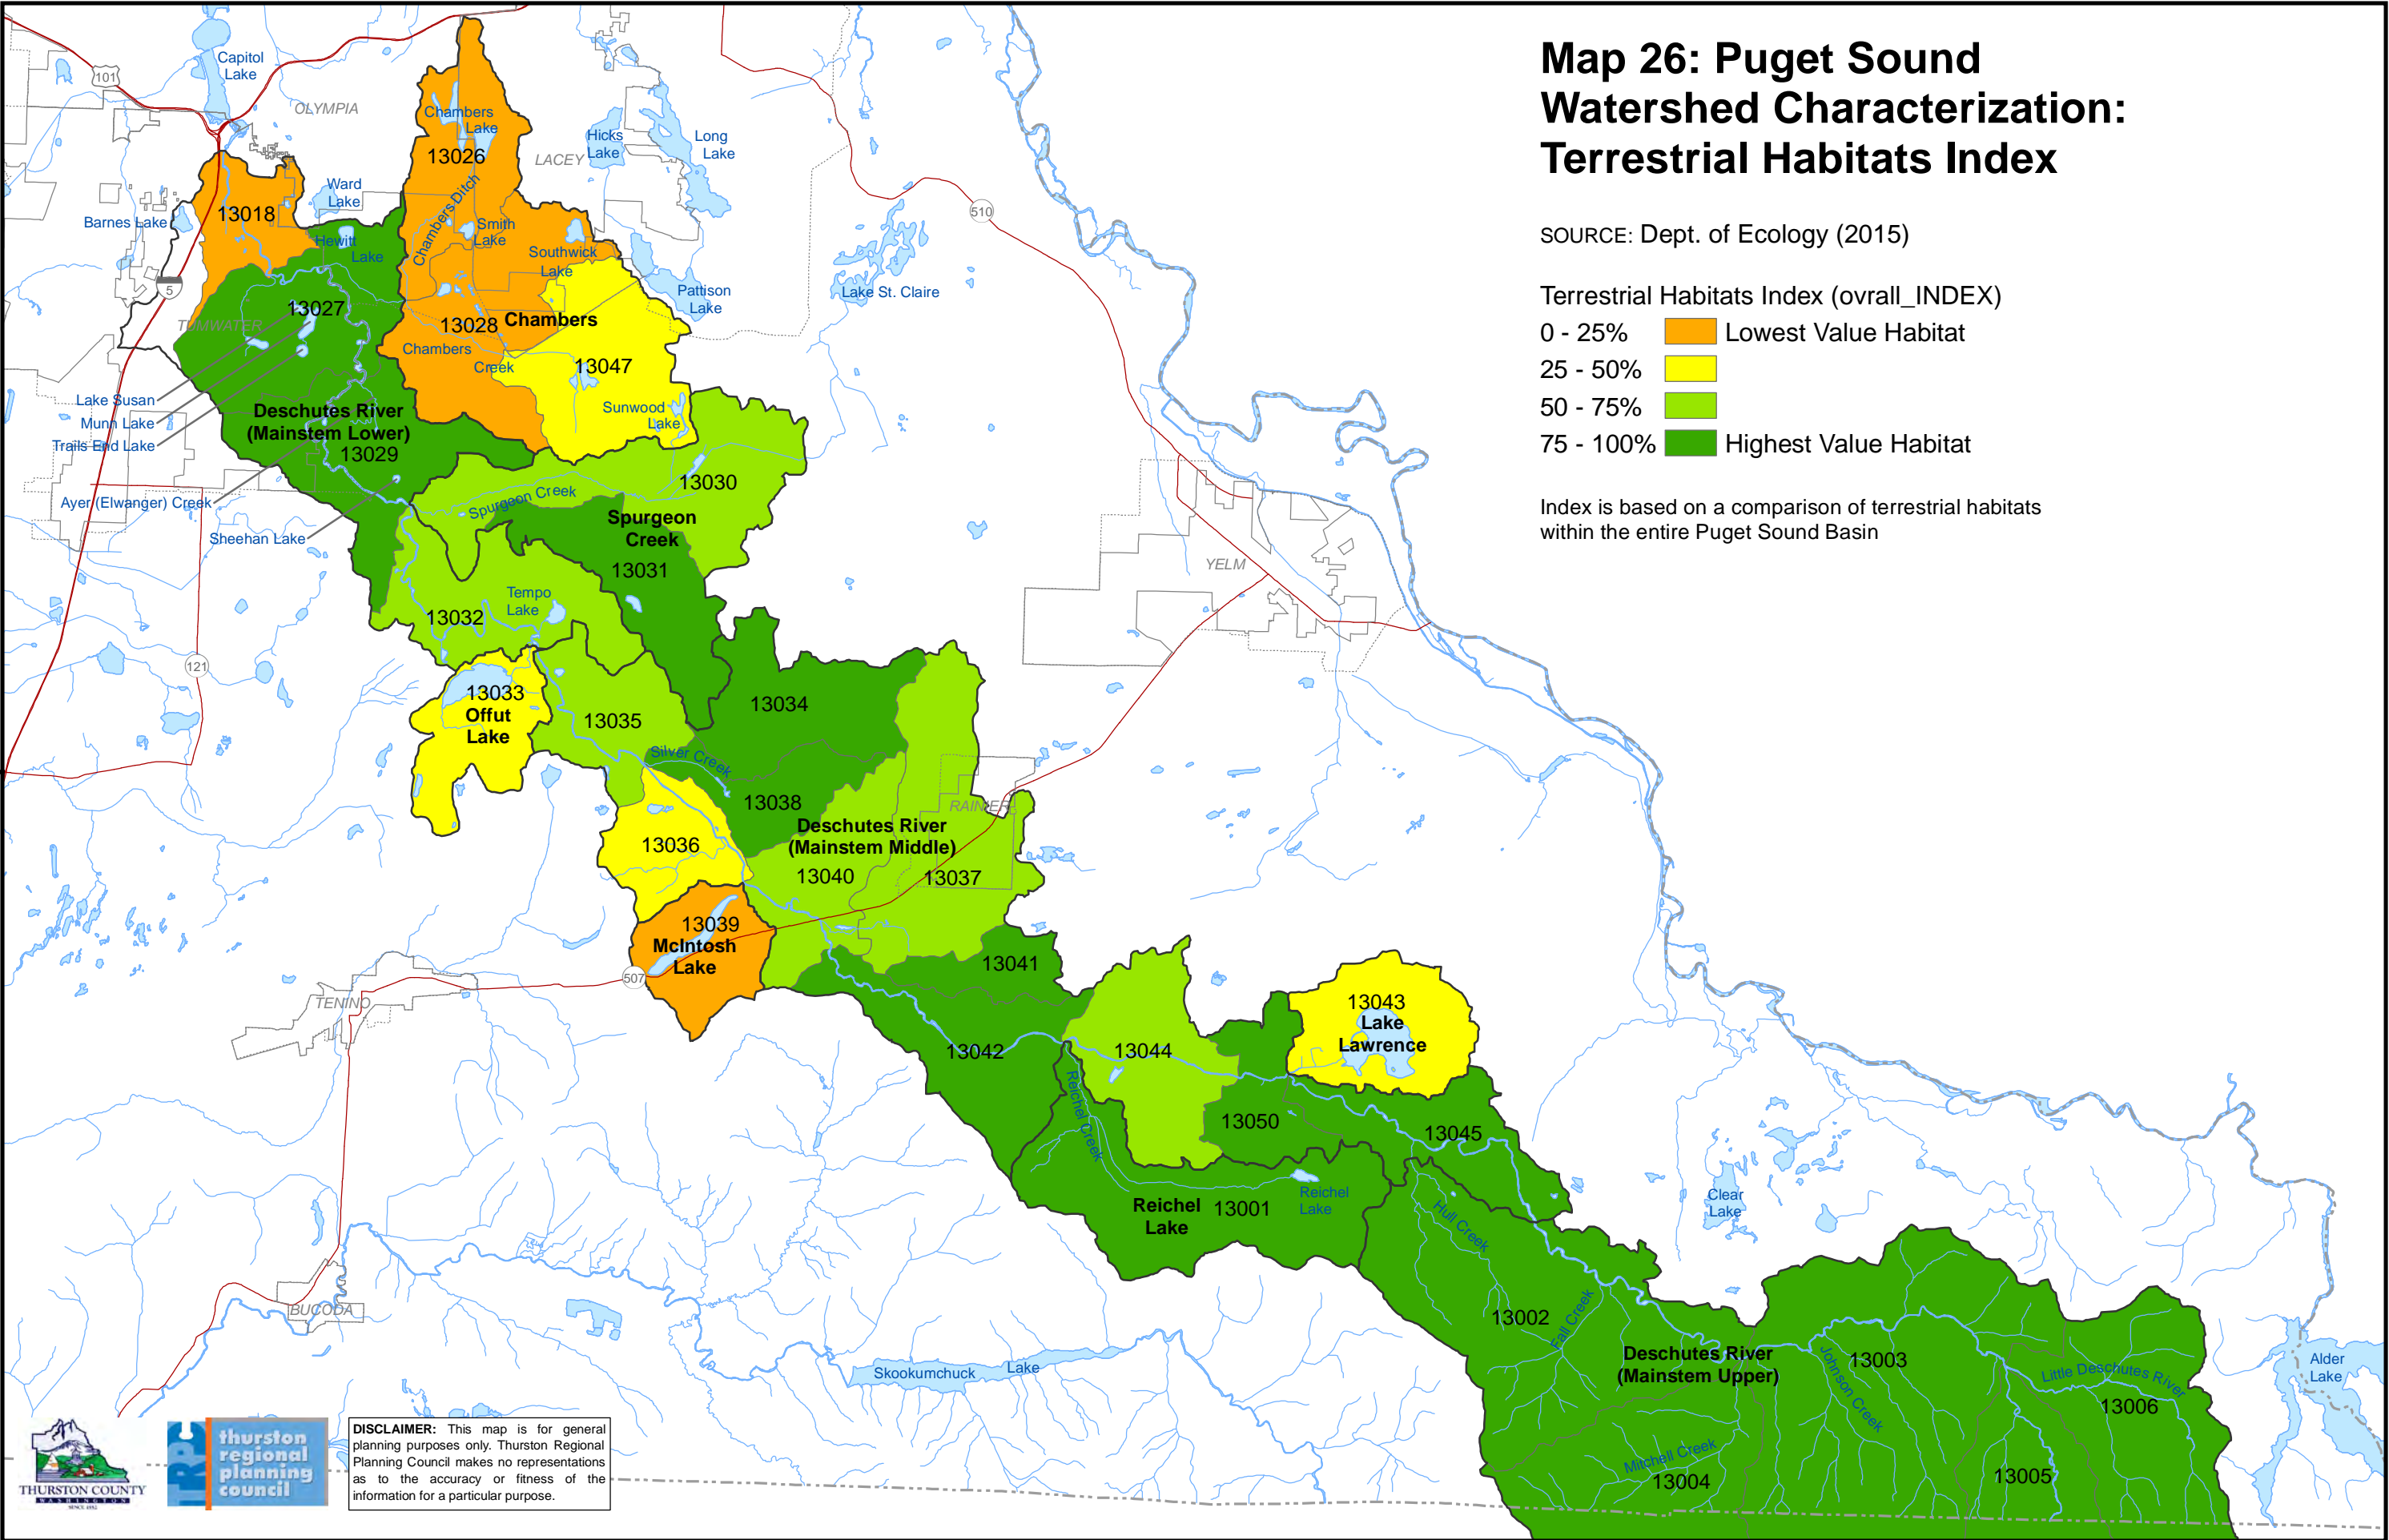 Map 26: Puget Sound
Watershed Characterization:
Terrestrial Habitats Index
SOURCE: Dept. of Ecology (2015)
Terrestrial Habitats Index (ovrall_INDEX)
0 - 25% Lowest Value Habitat
25 - 50%
50 - 75%
75 - 100% Highest Value Habitat
Index is based on a comparison of terrestrial habitats
within the entire Puget Sound Basin
101
Capitol
Lake
OLYMPIA
Chambers
Lake
13026
LACEY
Hicks
Lake
Long
Lake
Ward
Lake
Barnes Lake
13018
Chambers Ditch
Smith
Lake
Hewitt
Lake
Southwick
Lake
510
5
Pattison
Lake
Lake St. Claire
13027
TUMWATER
13028
Chambers
Chambers
Creek
13047
Lake Susan
Munn Lake
Trails End Lake
Deschutes River
(Mainstem Lower)
13029
Sunwood
Lake
Ayer (Elwanger) Creek
Spurgeon Creek
13030
Sheehan Lake
Spurgeon
Creek
13031
YELM
Tempo
Lake
13032
121
13033
Offut
Lake
13035
13034
Silver Creek
13038
RAINIER
Deschutes River
(Mainstem Middle)
13036
13040
13037
13039
McIntosh
Lake
507
TENINO
13041
13043
Lake
Lawrence
13042
13044
Reichel Creek
13050
13045
Reichel
Lake
13001
Reichel
Lake
Clear
Lake
Hull Creek
BUCODA
13002
Fall Creek
Deschutes River
(Mainstem Upper)
Johnson Creek
13003
Little Deschutes River
13006
Alder
Lake
Skookumchuck Lake
Mitchell Creek
13004
13005
THURSTON COUNTY
WASHINGTON
SINCE 1852
TRPC
thurston
regional
planning
council
DISCLAIMER: This map is for general
planning purposes only. Thurston Regional
Planning Council makes no representations
as to the accuracy or fitness of the
information for a particular purpose.